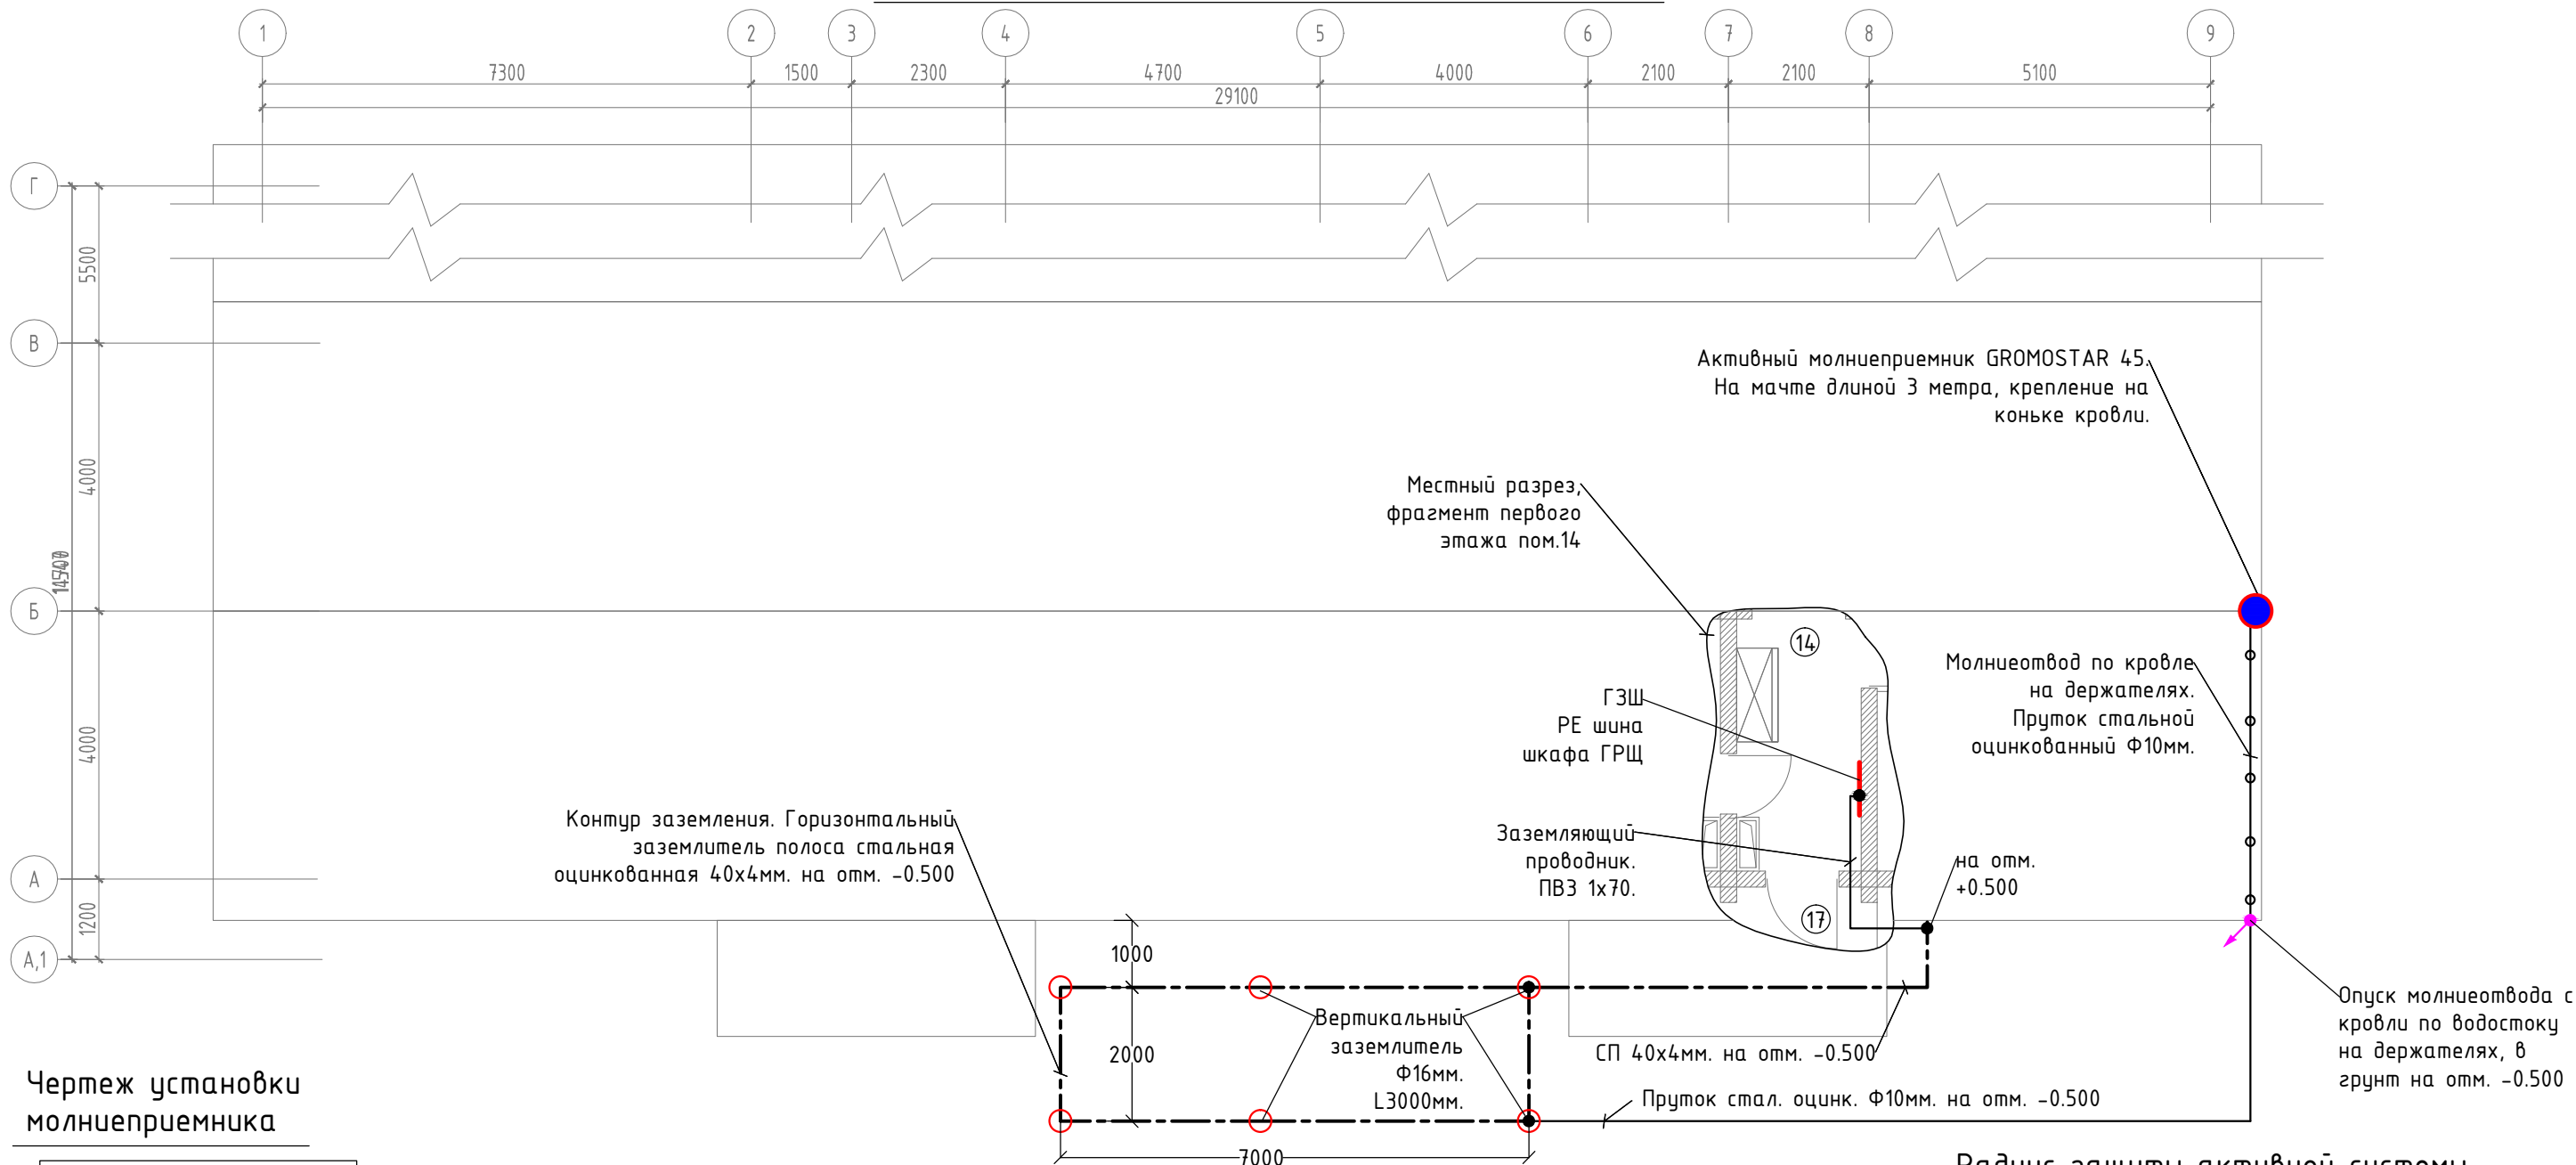 1 2 3 4 5 6 7 8 9
7300 1500 2300 4700 4000 2100 2100 5100
29100
Г
5500
В
4000
Б
4000
А
1200
А,1
Активный молниеприемник GROMOSTAR 45.
На мачте длиной 3 метра, крепление на
коньке кровли.
Местный разрез,
фрагмент первого
этажа пом.14
14
Молниеотвод по кровле
на держателях.
Пруток стальной
оцинкованный Ф10мм.
ГЗШ
РЕ шина
шкафа ГРЩ
Контур заземления. Горизонтальный
заземлитель полоса стальная
оцинкованная 40х4мм. на отм. -0.500
Заземляющий
проводник.
ПВ3 1х70.
на отм.
+0.500
17
1000
2000
Вертикальный
заземлитель
Ф16мм.
L3000мм.
СП 40х4мм. на отм. -0.500
Пруток стал. оцинк. Ф10мм. на отм. -0.500
Опуск молниеотвода с
кровли по водостоку
на держателях, в
грунт на отм. -0.500
7000
Чертеж установки
молниеприемника
Радиус защиты активной системы